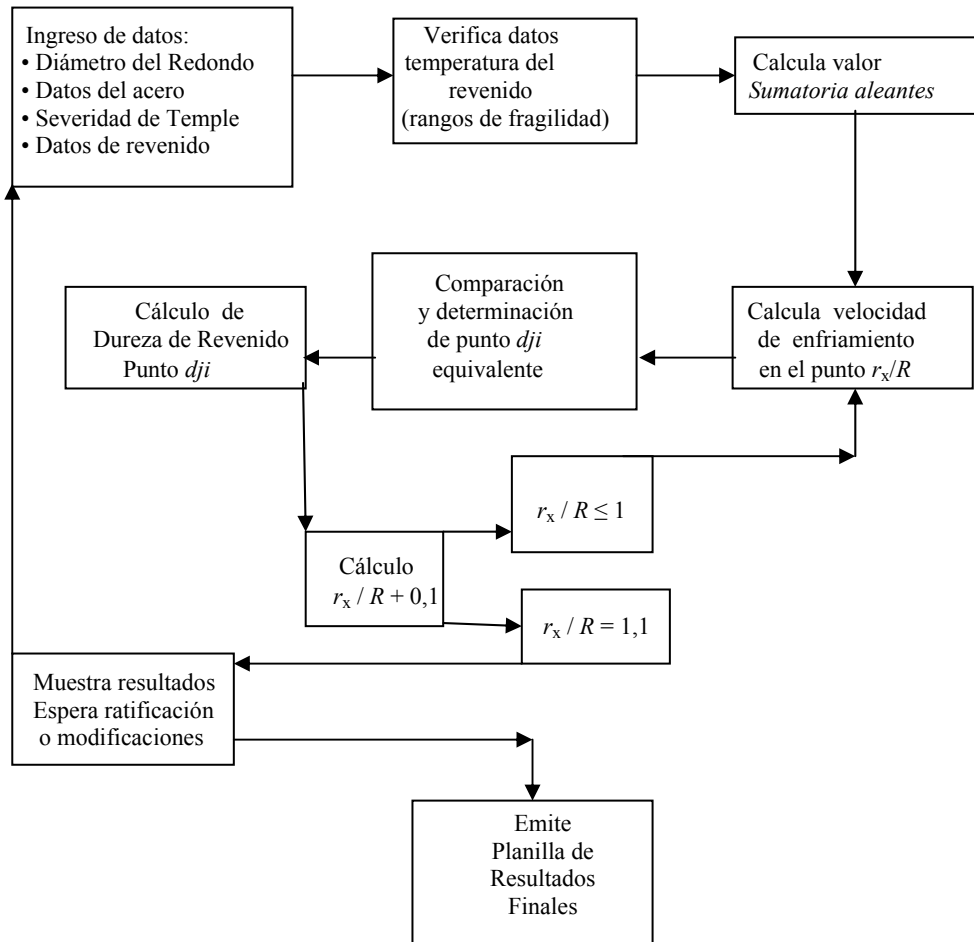 Ingreso de datos:
• Diámetro del Redondo
• Datos del acero
• Severidad de Temple
• Datos de revenido
Verifica datos
temperatura del
revenido
(rangos de fragilidad)
Calcula valor
Sumatoria aleantes
Calcula velocidad
de enfriamiento
en el punto rx/R
Comparación
y determinación
de punto dji
equivalente
Cálculo de
Dureza de Revenido
Punto dji
rx / R ≤ 1
Cálculo
rx / R + 0,1
rx / R = 1,1
Muestra resultados
Espera ratificación
o modificaciones
Emite
Planilla de
Resultados
Finales